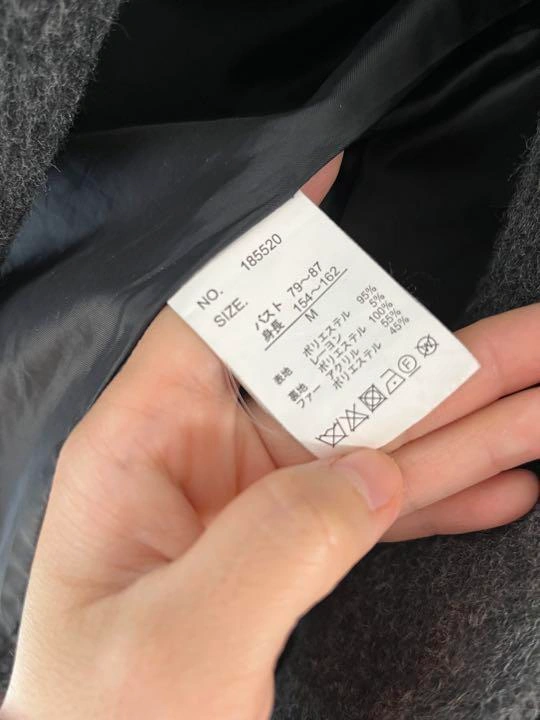 NO. 185520
SIZE.
バスト 79～87
身長 154～162
M
表地 ポリエステル 95%
レーヨン 5%
裏地 ポリエステル 100%
ファー アクリル 55%
ポリエステル 45%